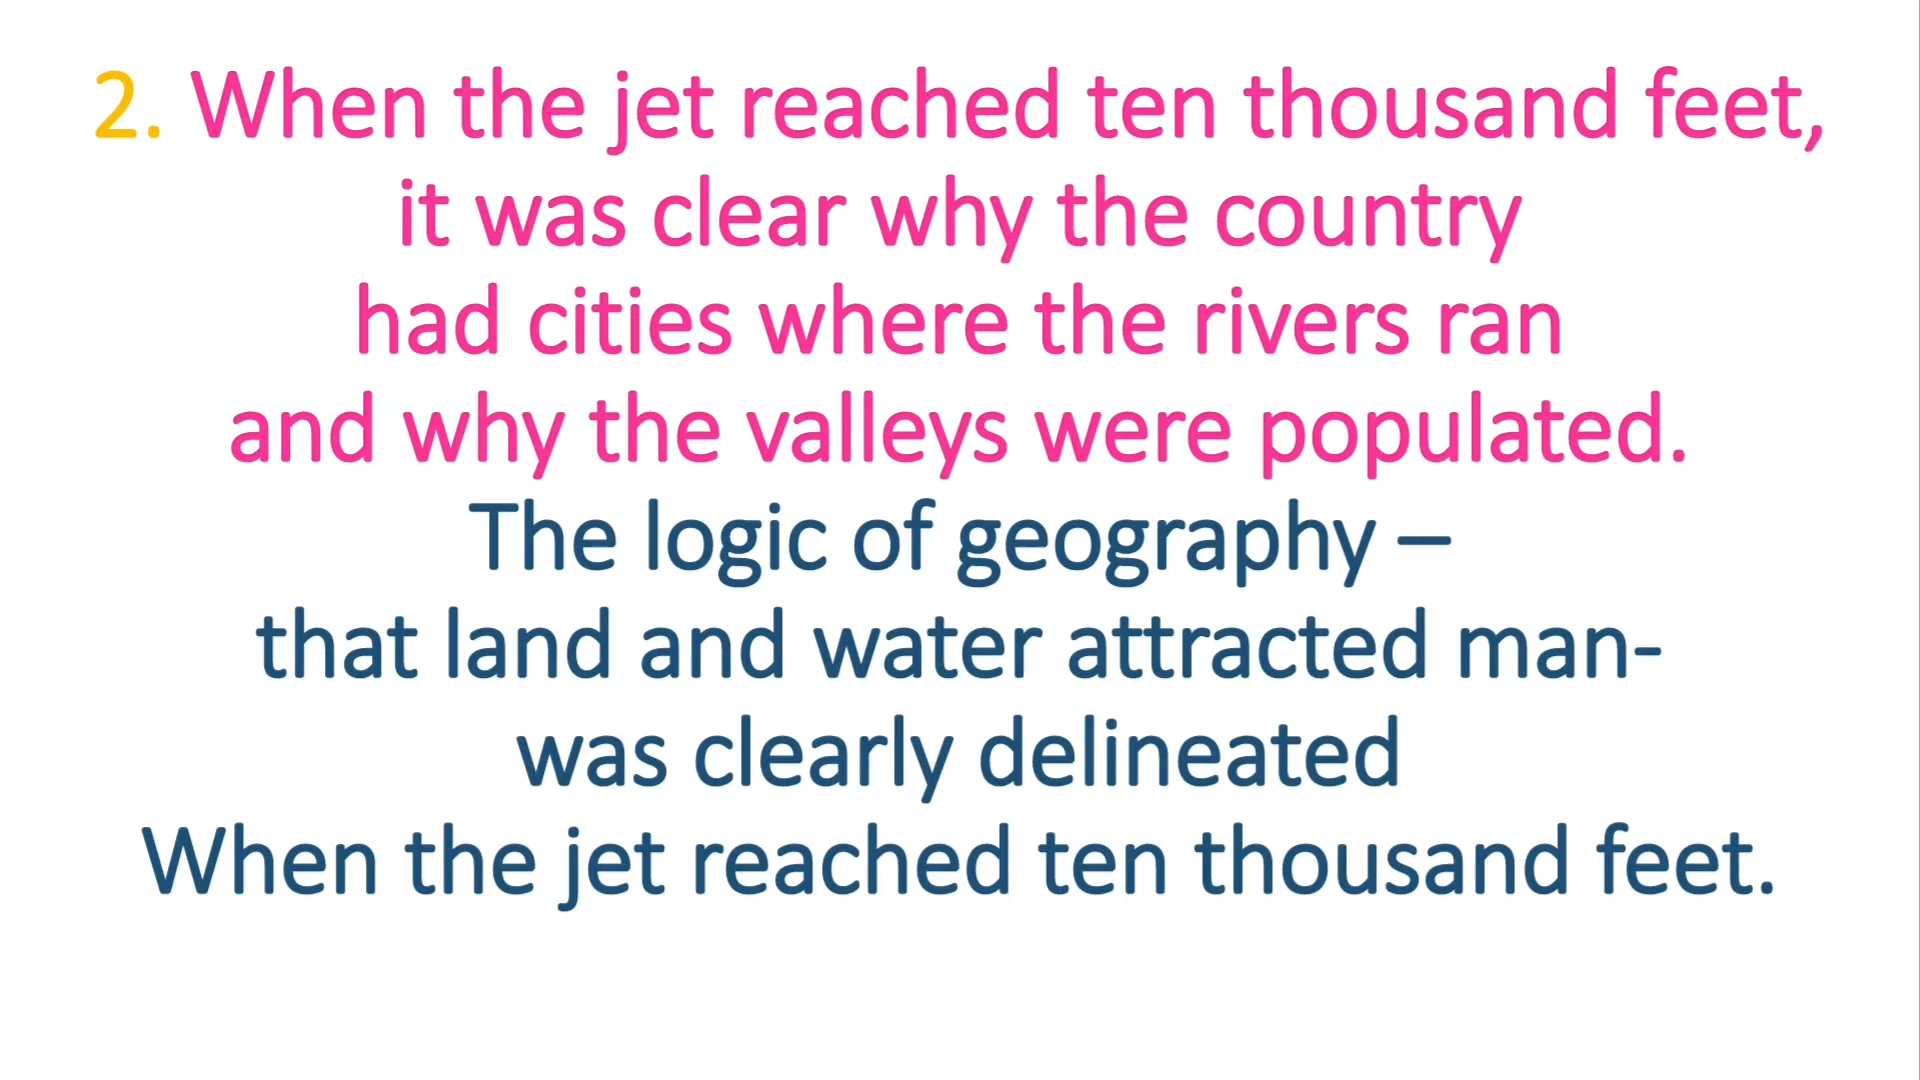 2. When the jet reached ten thousand feet,
it was clear why the country
had cities where the rivers ran
and why the valleys were populated.
The logic of geography –
that land and water attracted man-
was clearly delineated
When the jet reached ten thousand feet.